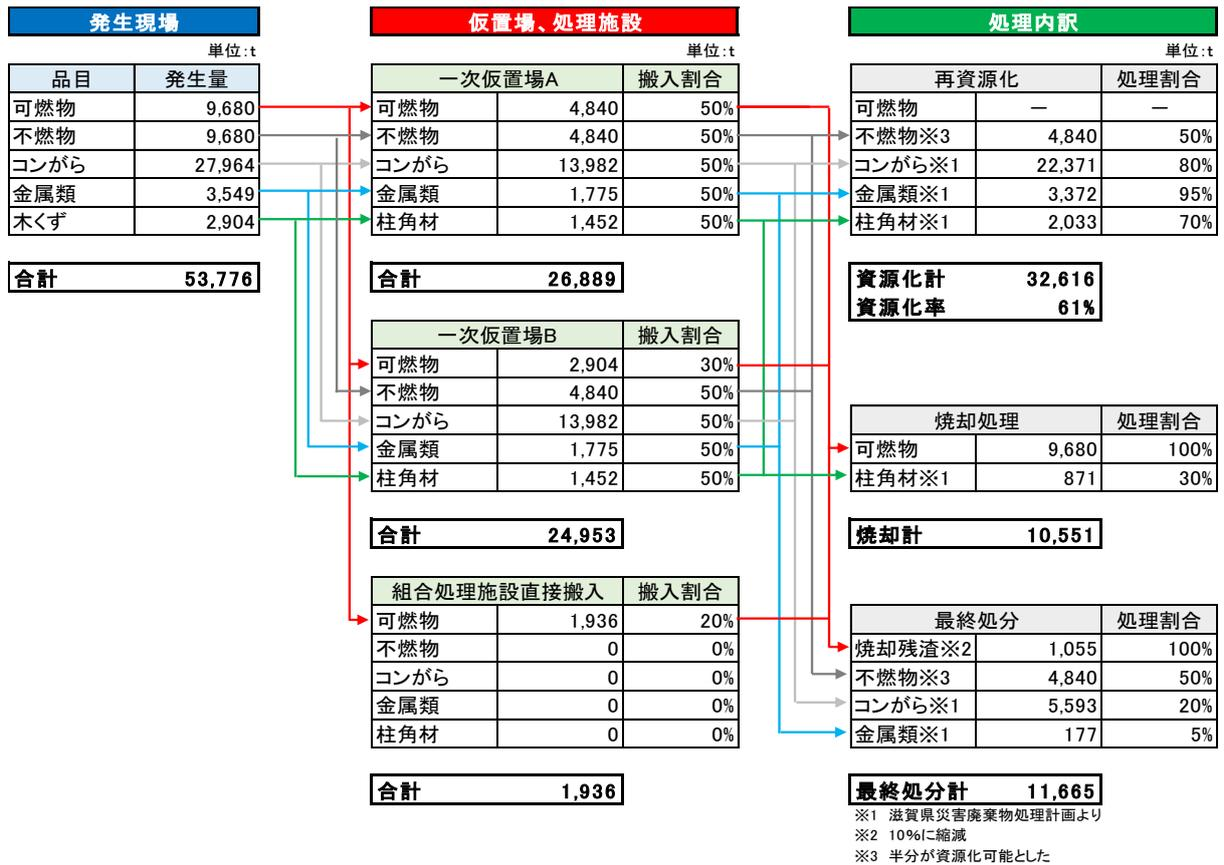 発生現場
単位:t
品目 発生量
可燃物 9,680
不燃物 9,680
コンがら 27,964
金属類 3,549
木くず 2,904
合計 53,776
仮置場、処理施設
単位:t
一次仮置場A 搬入割合
可燃物 4,840 50%
不燃物 4,840 50%
コンがら 13,982 50%
金属類 1,775 50%
柱角材 1,452 50%
合計 26,889
一次仮置場B 搬入割合
可燃物 2,904 30%
不燃物 4,840 50%
コンがら 13,982 50%
金属類 1,775 50%
柱角材 1,452 50%
合計 24,953
組合処理施設直接搬入 搬入割合
可燃物 1,936 20%
不燃物 0 0%
コンがら 0 0%
金属類 0 0%
柱角材 0 0%
合計 1,936
処理内訳
単位:t
再資源化 処理割合
可燃物 － －
不燃物※3 4,840 50%
コンがら※1 22,371 80%
金属類※1 3,372 95%
柱角材※1 2,033 70%
資源化計 32,616
資源化率 61%
焼却処理 処理割合
可燃物 9,680 100%
柱角材※1 871 30%
焼却計 10,551
最終処分 処理割合
焼却残渣※2 1,055 100%
不燃物※3 4,840 50%
コンがら※1 5,593 20%
金属類※1 177 5%
最終処分計 11,665
※1 滋賀県災害廃棄物処理計画より
※2 10%に縮減
※3 半分が資源化可能とした